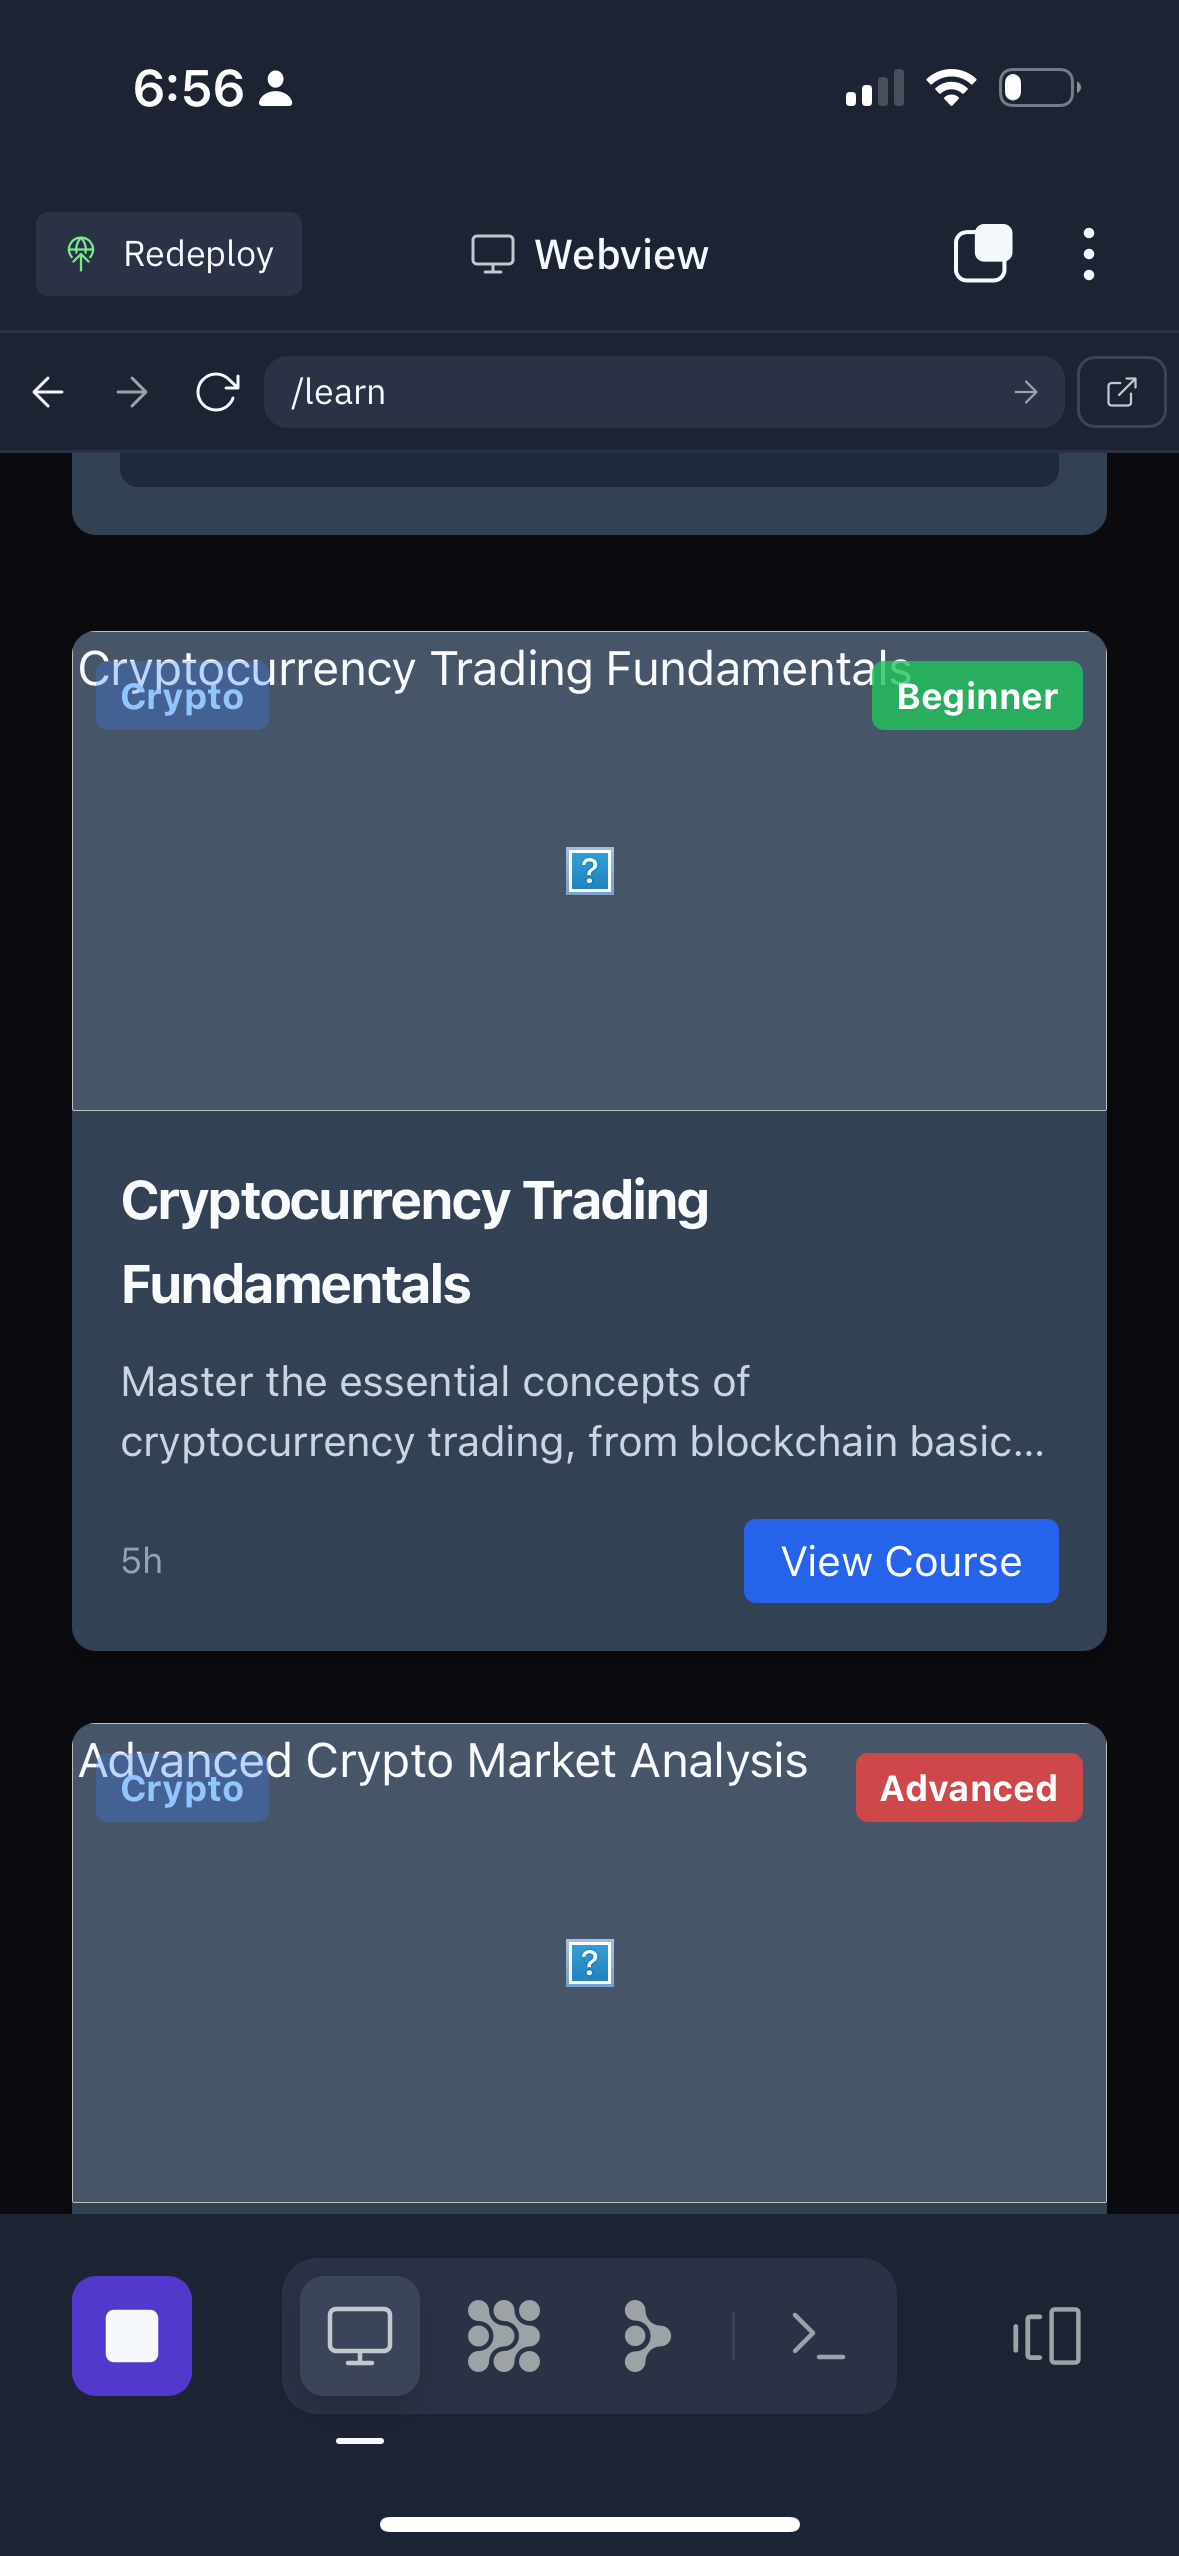 6:56
Redeploy
Webview
/learn
Cryptocurrency Trading Fundamentals
Crypto
Beginner
?
Cryptocurrency Trading
Fundamentals
Master the essential concepts of
cryptocurrency trading, from blockchain basic...
5h
View Course
Advanced Crypto Market Analysis
Crypto
Advanced
?